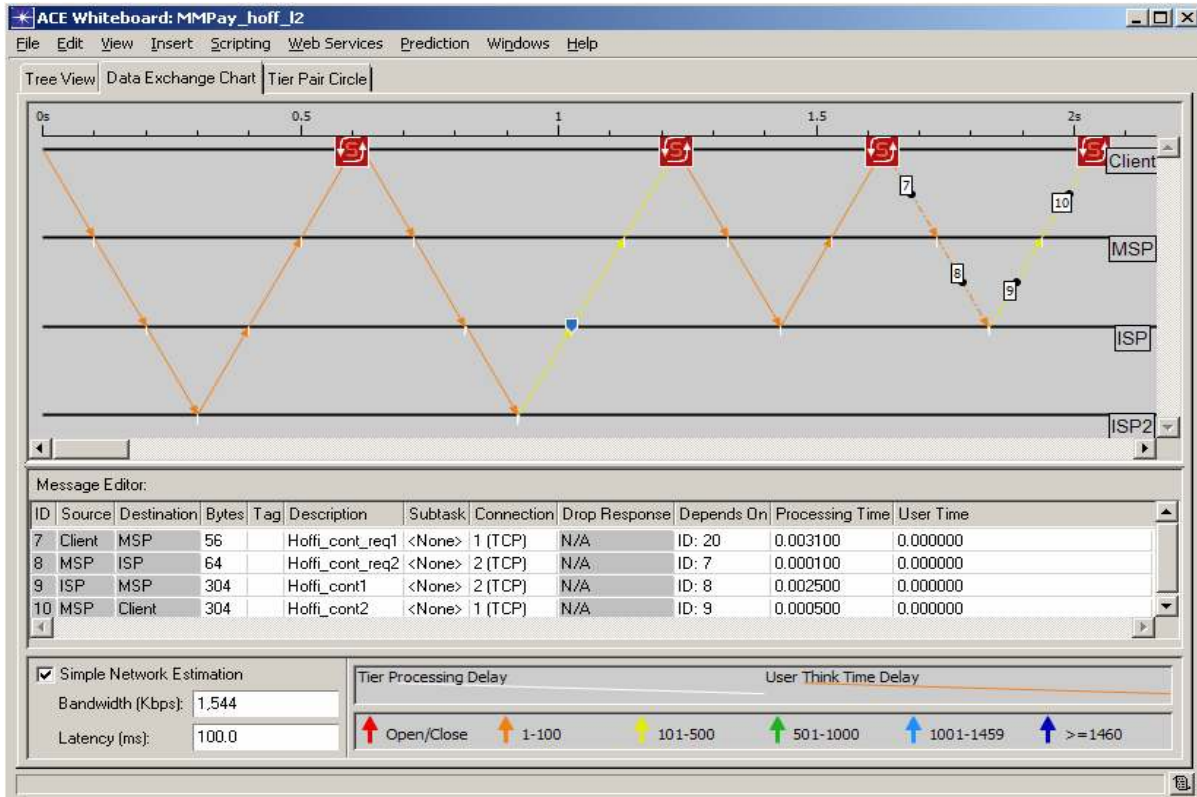 ACE Whiteboard: MMPay_hoff_l2
File Edit View Insert Scripting Web Services Prediction Windows Help
Tree View Data Exchange Chart Tier Pair Circle
0s 0.5 1 1.5 2s
S S S S
Client
7
10
MSP
8
9
ISP
ISP2
Message Editor:
ID Source Destination Bytes Tag Description Subtask Connection Drop Response Depends On Processing Time User Time
7 Client MSP 56 Hoffi_cont_req1 <None> 1 (TCP) N/A ID: 20 0.003100 0.000000
8 MSP ISP 64 Hoffi_cont_req2 <None> 2 (TCP) N/A ID: 7 0.000100 0.000000
9 ISP MSP 304 Hoffi_cont1 <None> 2 (TCP) N/A ID: 8 0.002500 0.000000
10 MSP Client 304 Hoffi_cont2 <None> 1 (TCP) N/A ID: 9 0.000500 0.000000
Simple Network Estimation
Bandwidth (Kbps): 1,544
Latency (ms): 100.0
Tier Processing Delay User Think Time Delay
Open/Close 1-100 101-500 501-1000 1001-1459 >=1460